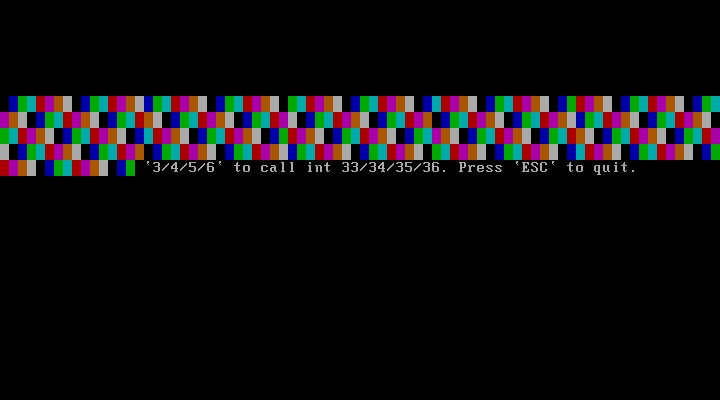 '3/4/5/6' to call int 33/34/35/36. Press 'ESC' to quit.